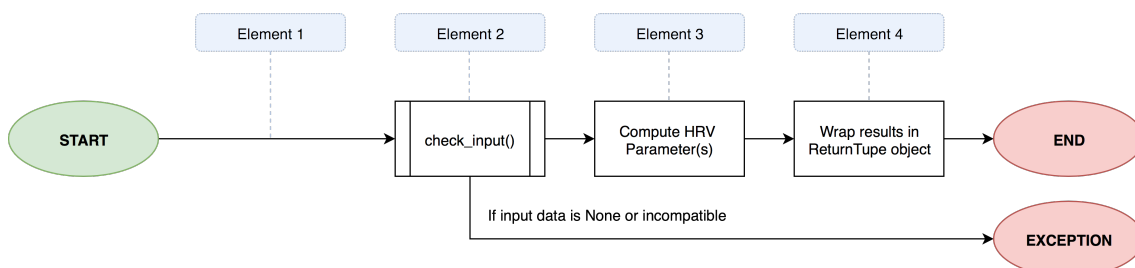 Element 1
Element 2
Element 3
Element 4
START
check_input()
Compute HRV
Parameter(s)
Wrap results in
ReturnTupe object
END
If input data is None or incompatible
EXCEPTION